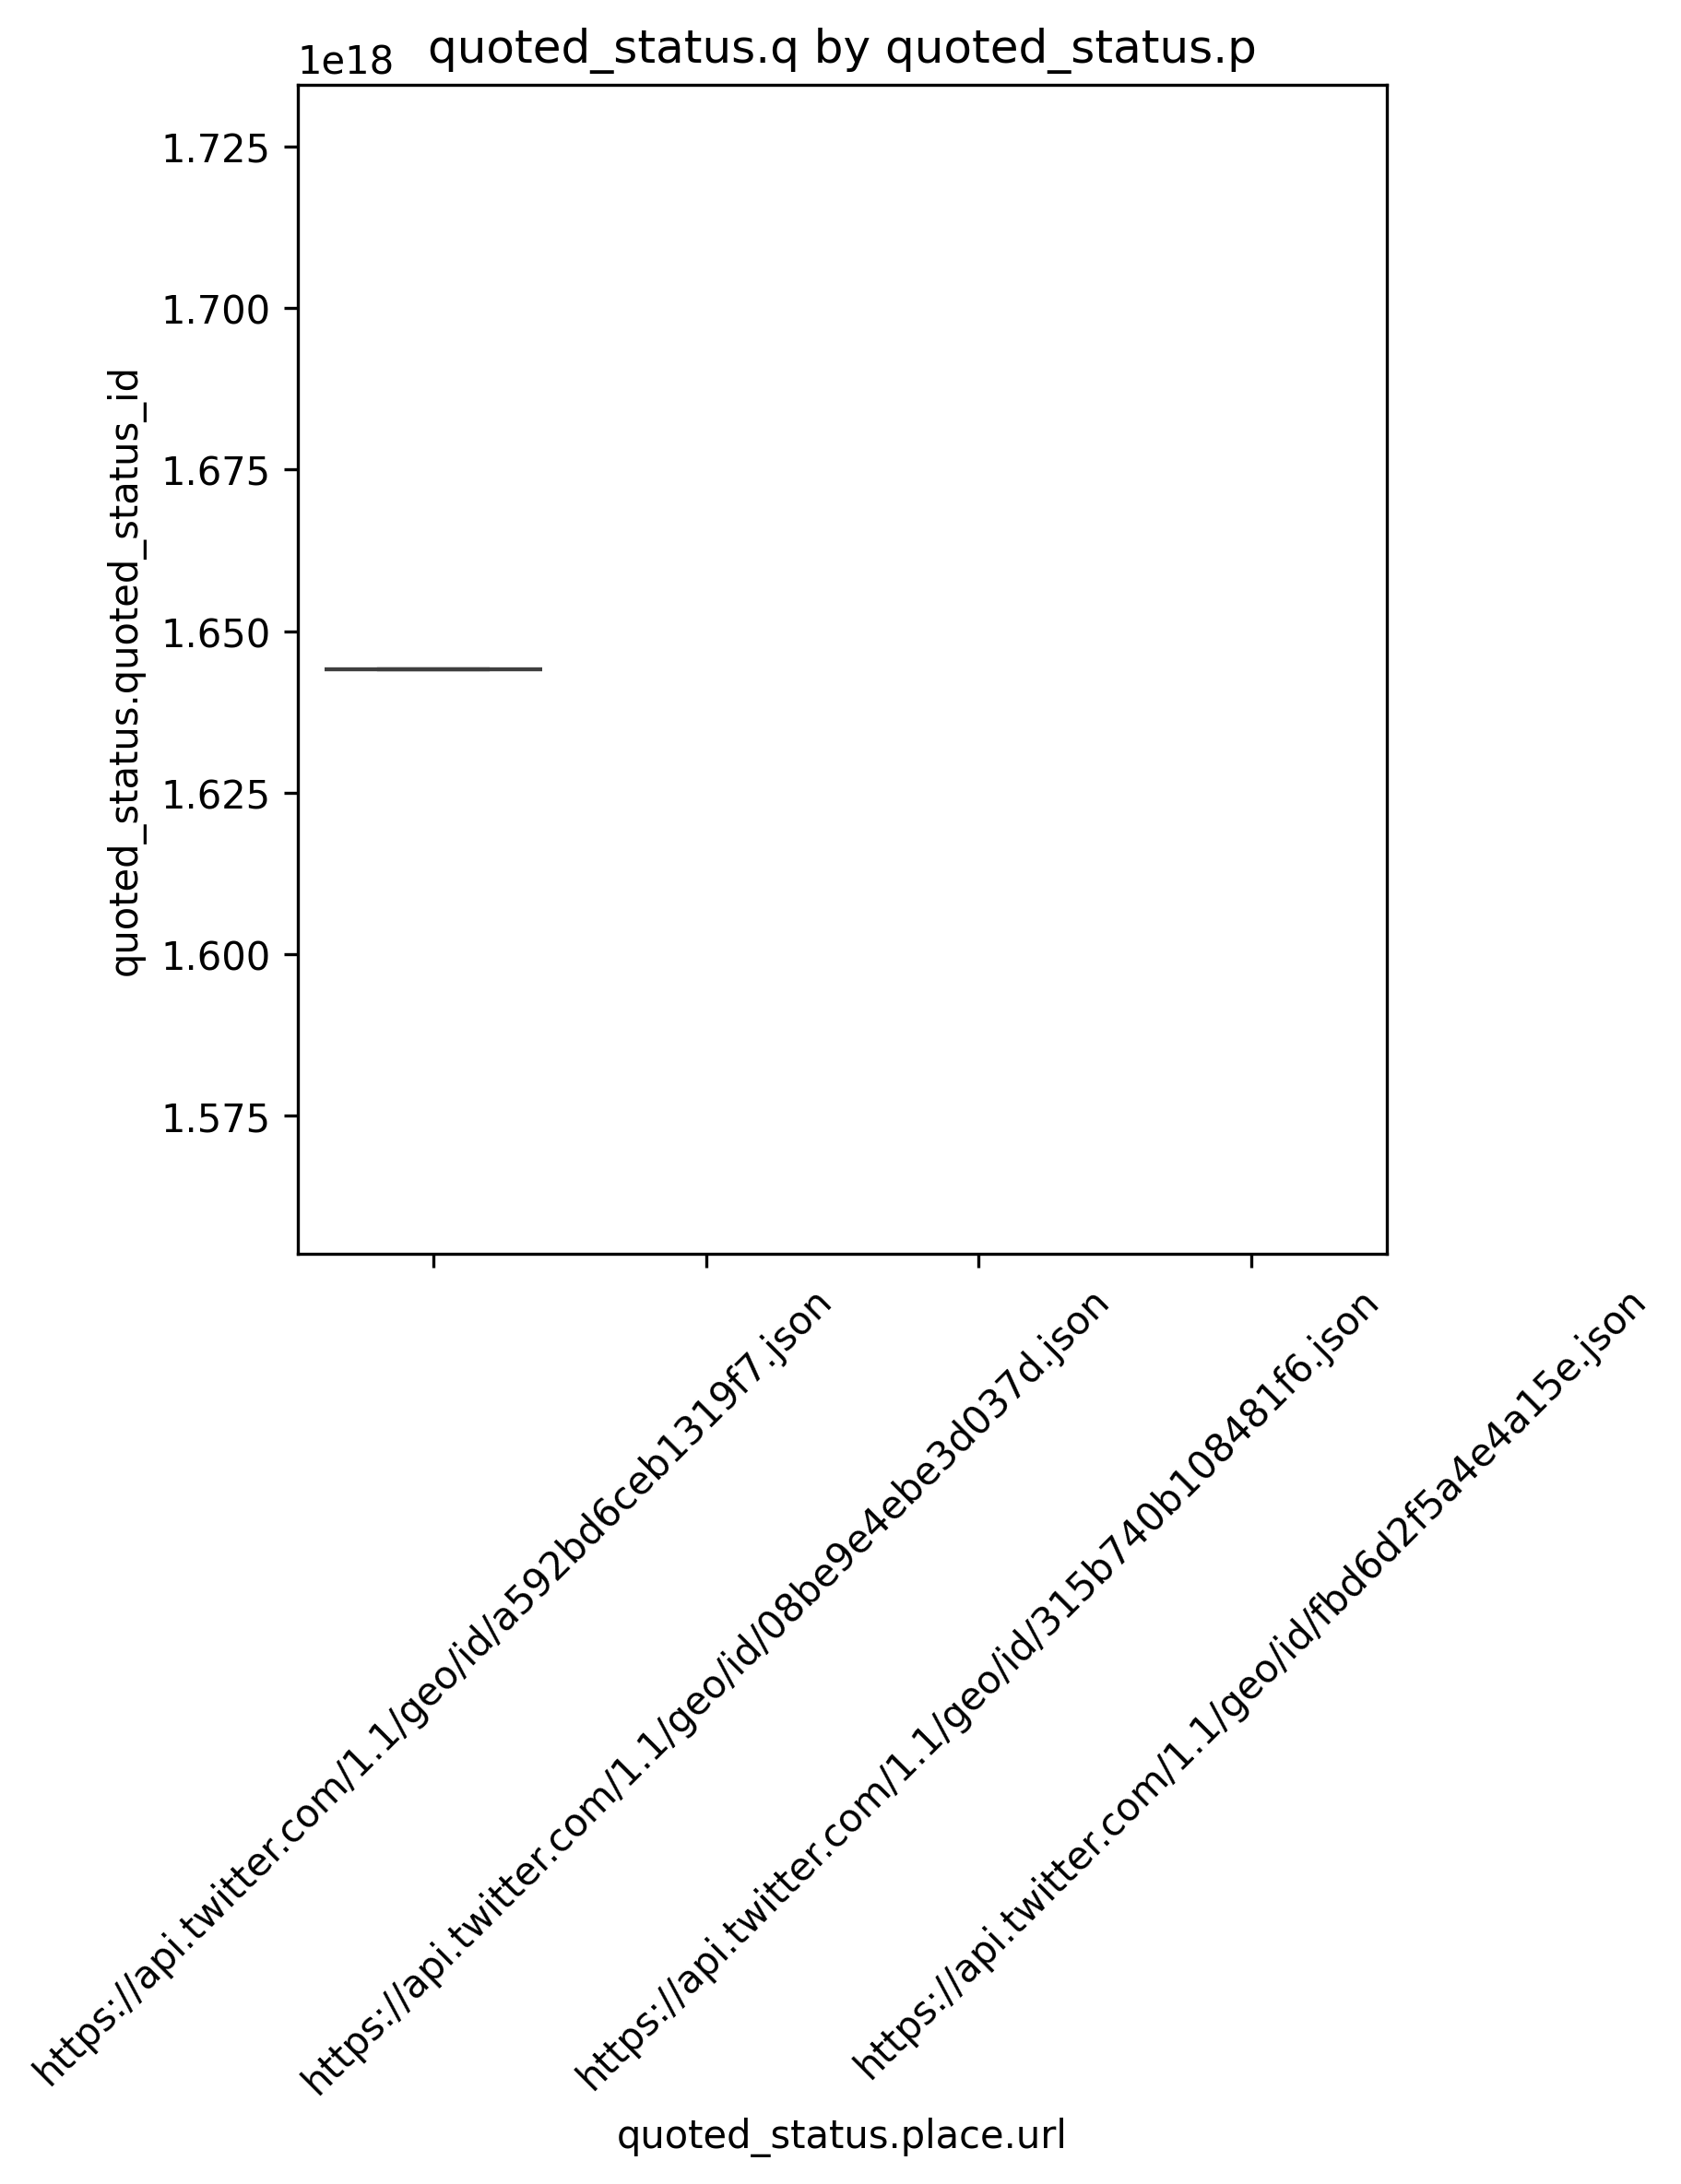 quoted_status.q by quoted_status.p
1e18
1.725
1.700
1.675
1.650
1.625
1.600
1.575
quoted_status.quoted_status_id
https://api.twitter.com/1.1/geo/id/a592bd6ceb1319f7.json
https://api.twitter.com/1.1/geo/id/08be9e4ebe3d037d.json
https://api.twitter.com/1.1/geo/id/315b740b108481f6.json
https://api.twitter.com/1.1/geo/id/fbd6d2f5a4e4a15e.json
quoted_status.place.url